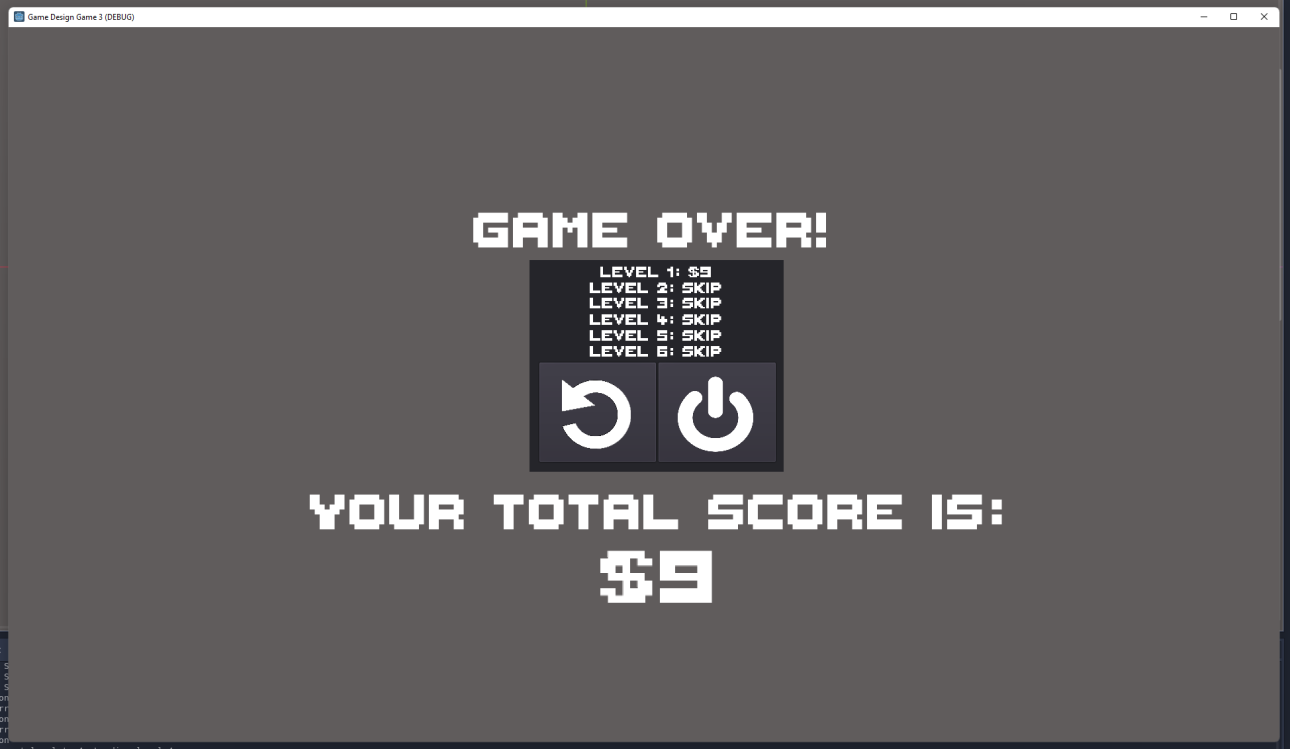 Game Design Game 3 (DEBUG)
GAME OVER!
LEVEL 1: $9
LEVEL 2: SKIP
LEVEL 3: SKIP
LEVEL 4: SKIP
LEVEL 5: SKIP
LEVEL 6: SKIP
YOUR TOTAL SCORE IS:
$9